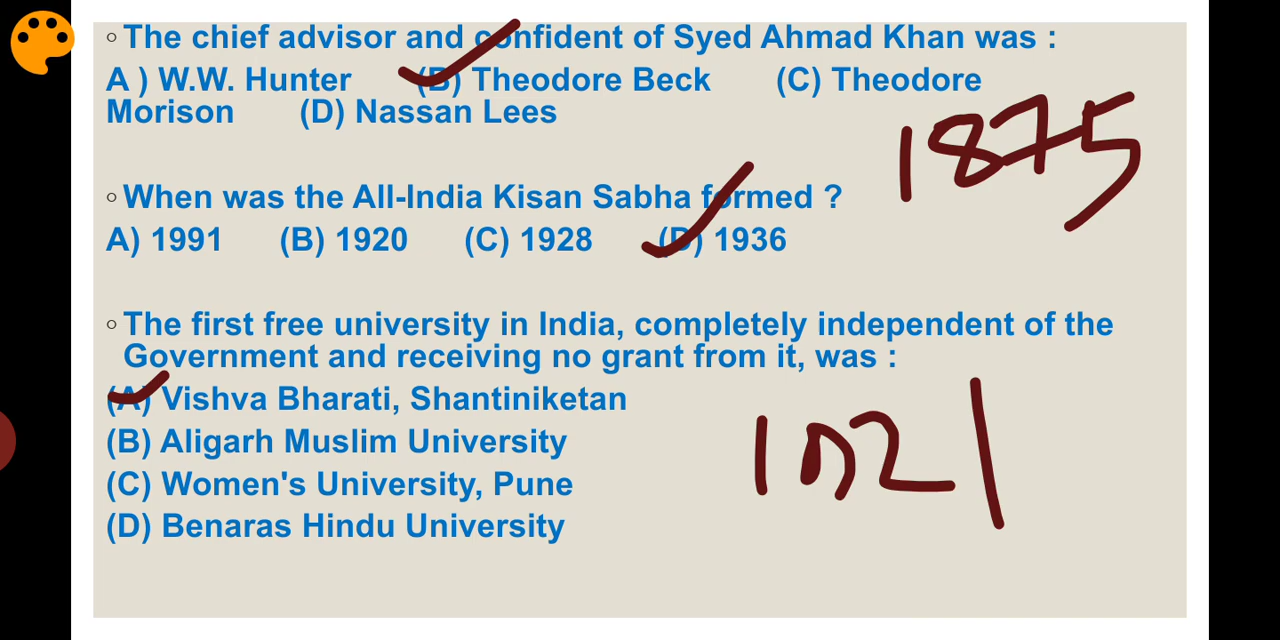 The chief advisor and confident of Syed Ahmad Khan was :
A ) W.W. Hunter (B) Theodore Beck (C) Theodore
Morison (D) Nassan Lees
1875
When was the All-India Kisan Sabha formed ?
A) 1991 (B) 1920 (C) 1928 (D) 1936
The first free university in India, completely independent of the
Government and receiving no grant from it, was :
(A) Vishva Bharati, Shantiniketan
(B) Aligarh Muslim University
(C) Women's University, Pune
(D) Benaras Hindu University
1921